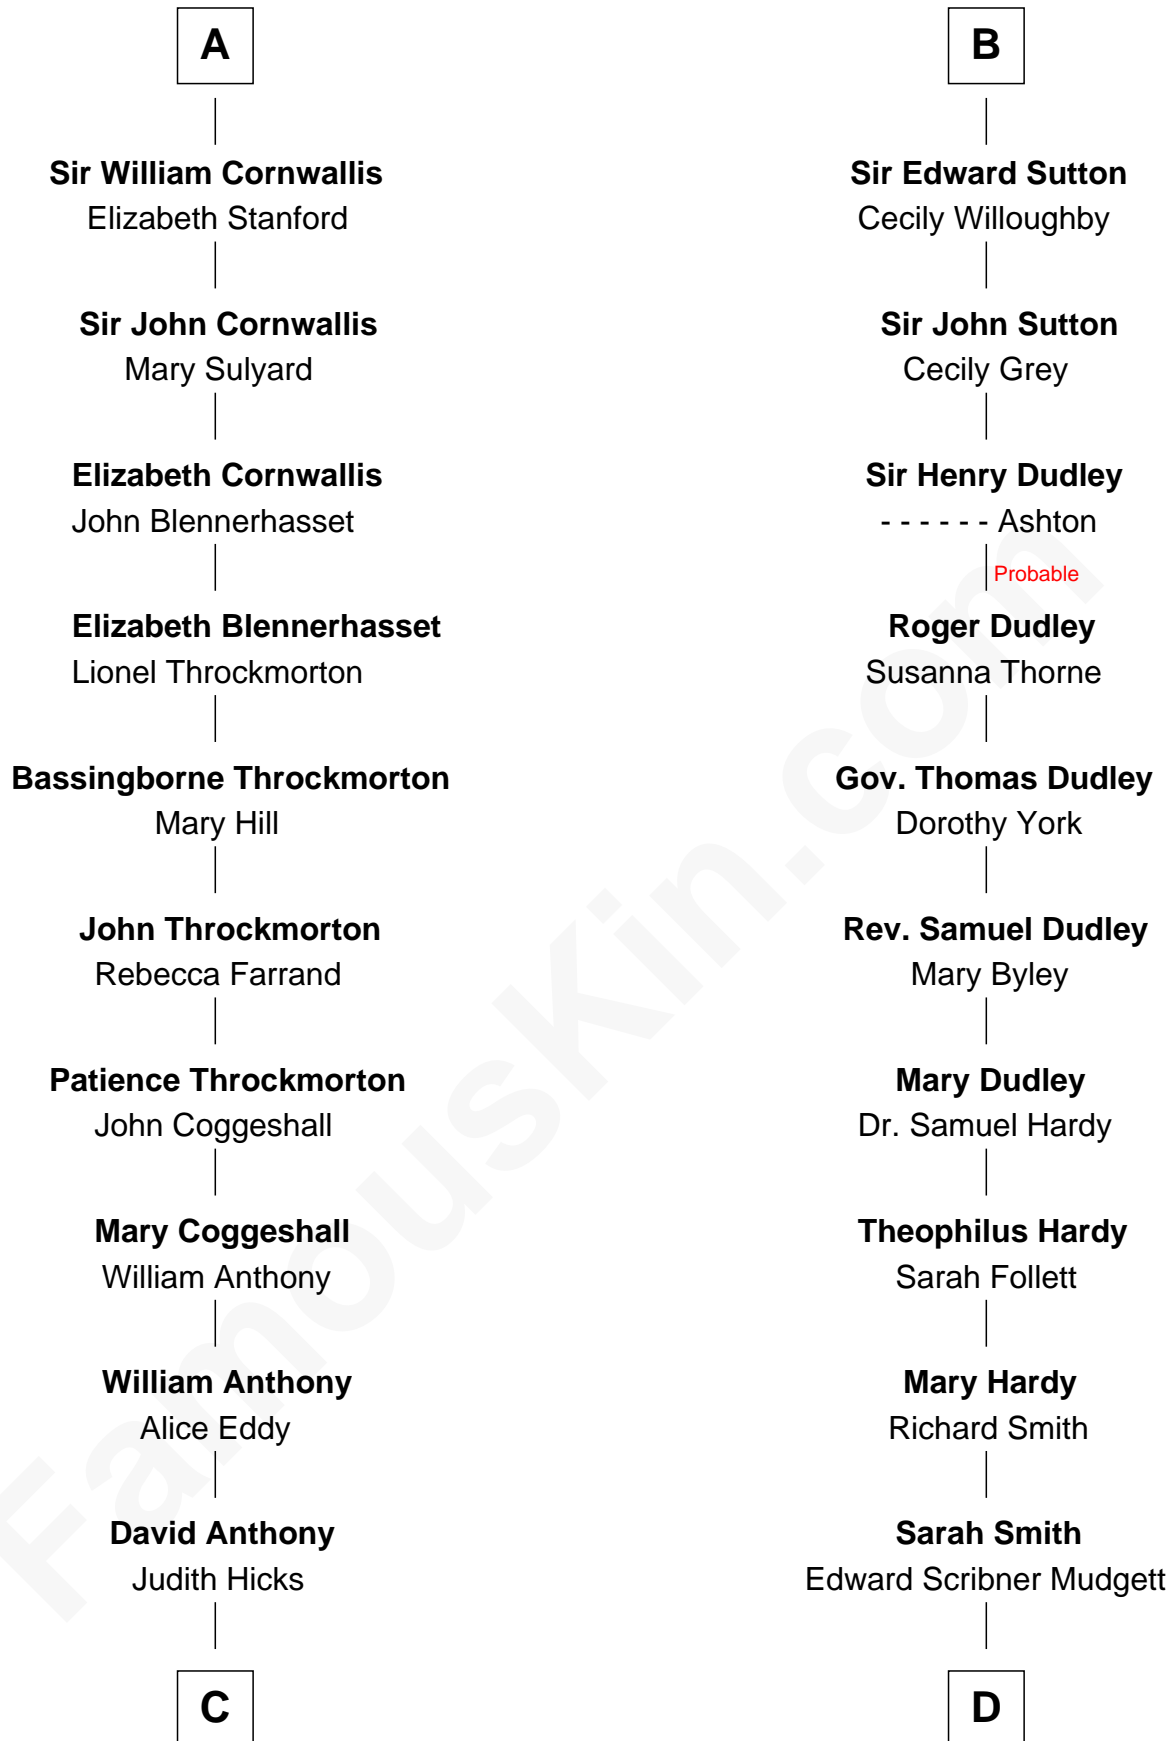 A
Sir William Cornwallis
Elizabeth Stanford
Sir John Cornwallis
Mary Sulyard
Elizabeth Cornwallis
John Blennerhasset
Elizabeth Blennerhasset
Lionel Throckmorton
Bassingborne Throckmorton
Mary Hill
John Throckmorton
Rebecca Farrand
Patience Throckmorton
John Coggeshall
Mary Coggeshall
William Anthony
William Anthony
Alice Eddy
David Anthony
Judith Hicks
C
B
Sir Edward Sutton
Cecily Willoughby
Sir John Sutton
Cecily Grey
Sir Henry Dudley
- - - - - - Ashton
Probable
Roger Dudley
Susanna Thorne
Gov. Thomas Dudley
Dorothy York
Rev. Samuel Dudley
Mary Byley
Mary Dudley
Dr. Samuel Hardy
Theophilus Hardy
Sarah Follett
Mary Hardy
Richard Smith
Sarah Smith
Edward Scribner Mudgett
D
FamousKin.com